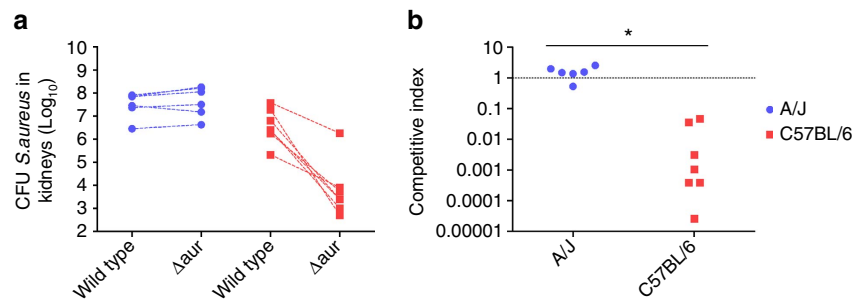 a
CFU S.aureus in
kidneys (Log10)
10
9
8
7
6
5
4
3
2
Wild type
Δaur
Wild type
Δaur
b
*
Competitive index
10
1
0.1
0.01
0.001
0.0001
0.00001
A/J
C57BL/6
A/J
C57BL/6